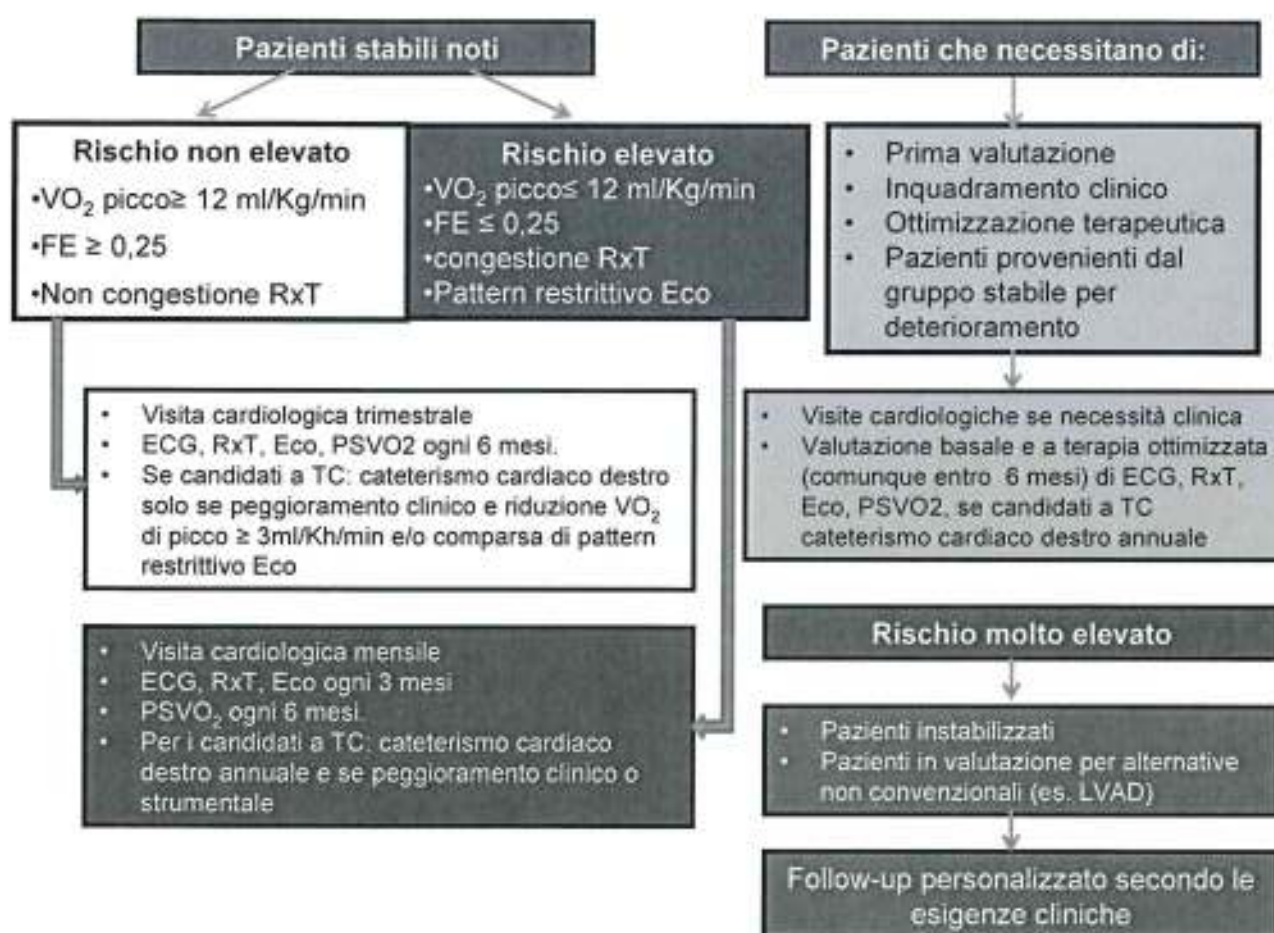 Pazienti stabili noti
Rischio non elevato
•VO₂ picco≥ 12 ml/Kg/min
•FE ≥ 0,25
•Non congestione RxT
Rischio elevato
•VO₂ picco≤ 12 ml/Kg/min
•FE ≤ 0,25
•congestione RxT
•Pattern restrittivo Eco
• Visita cardiologica trimestrale
• ECG, RxT, Eco, PSVO2 ogni 6 mesi.
• Se candidati a TC: cateterismo cardiaco destro
solo se peggioramento clinico e riduzione VO₂
di picco ≥ 3ml/Kh/min e/o comparsa di pattern
restrittivo Eco
• Visita cardiologica mensile
• ECG, RxT, Eco ogni 3 mesi
• PSVO₂ ogni 6 mesi.
• Per i candidati a TC: cateterismo cardiaco
destro annuale e se peggioramento clinico o
strumentale
Pazienti che necessitano di:
• Prima valutazione
• Inquadramento clinico
• Ottimizzazione terapeutica
• Pazienti provenienti dal
gruppo stabile per
deterioramento
• Visite cardiologiche se necessità clinica
• Valutazione basale e a terapia ottimizzata
(comunque entro 6 mesi) di ECG, RxT,
Eco, PSVO2, se candidati a TC
cateterismo cardiaco destro annuale
Rischio molto elevato
• Pazienti instabilizzati
• Pazienti in valutazione per alternative
non convenzionali (es. LVAD)
Follow-up personalizzato secondo le
esigenze cliniche